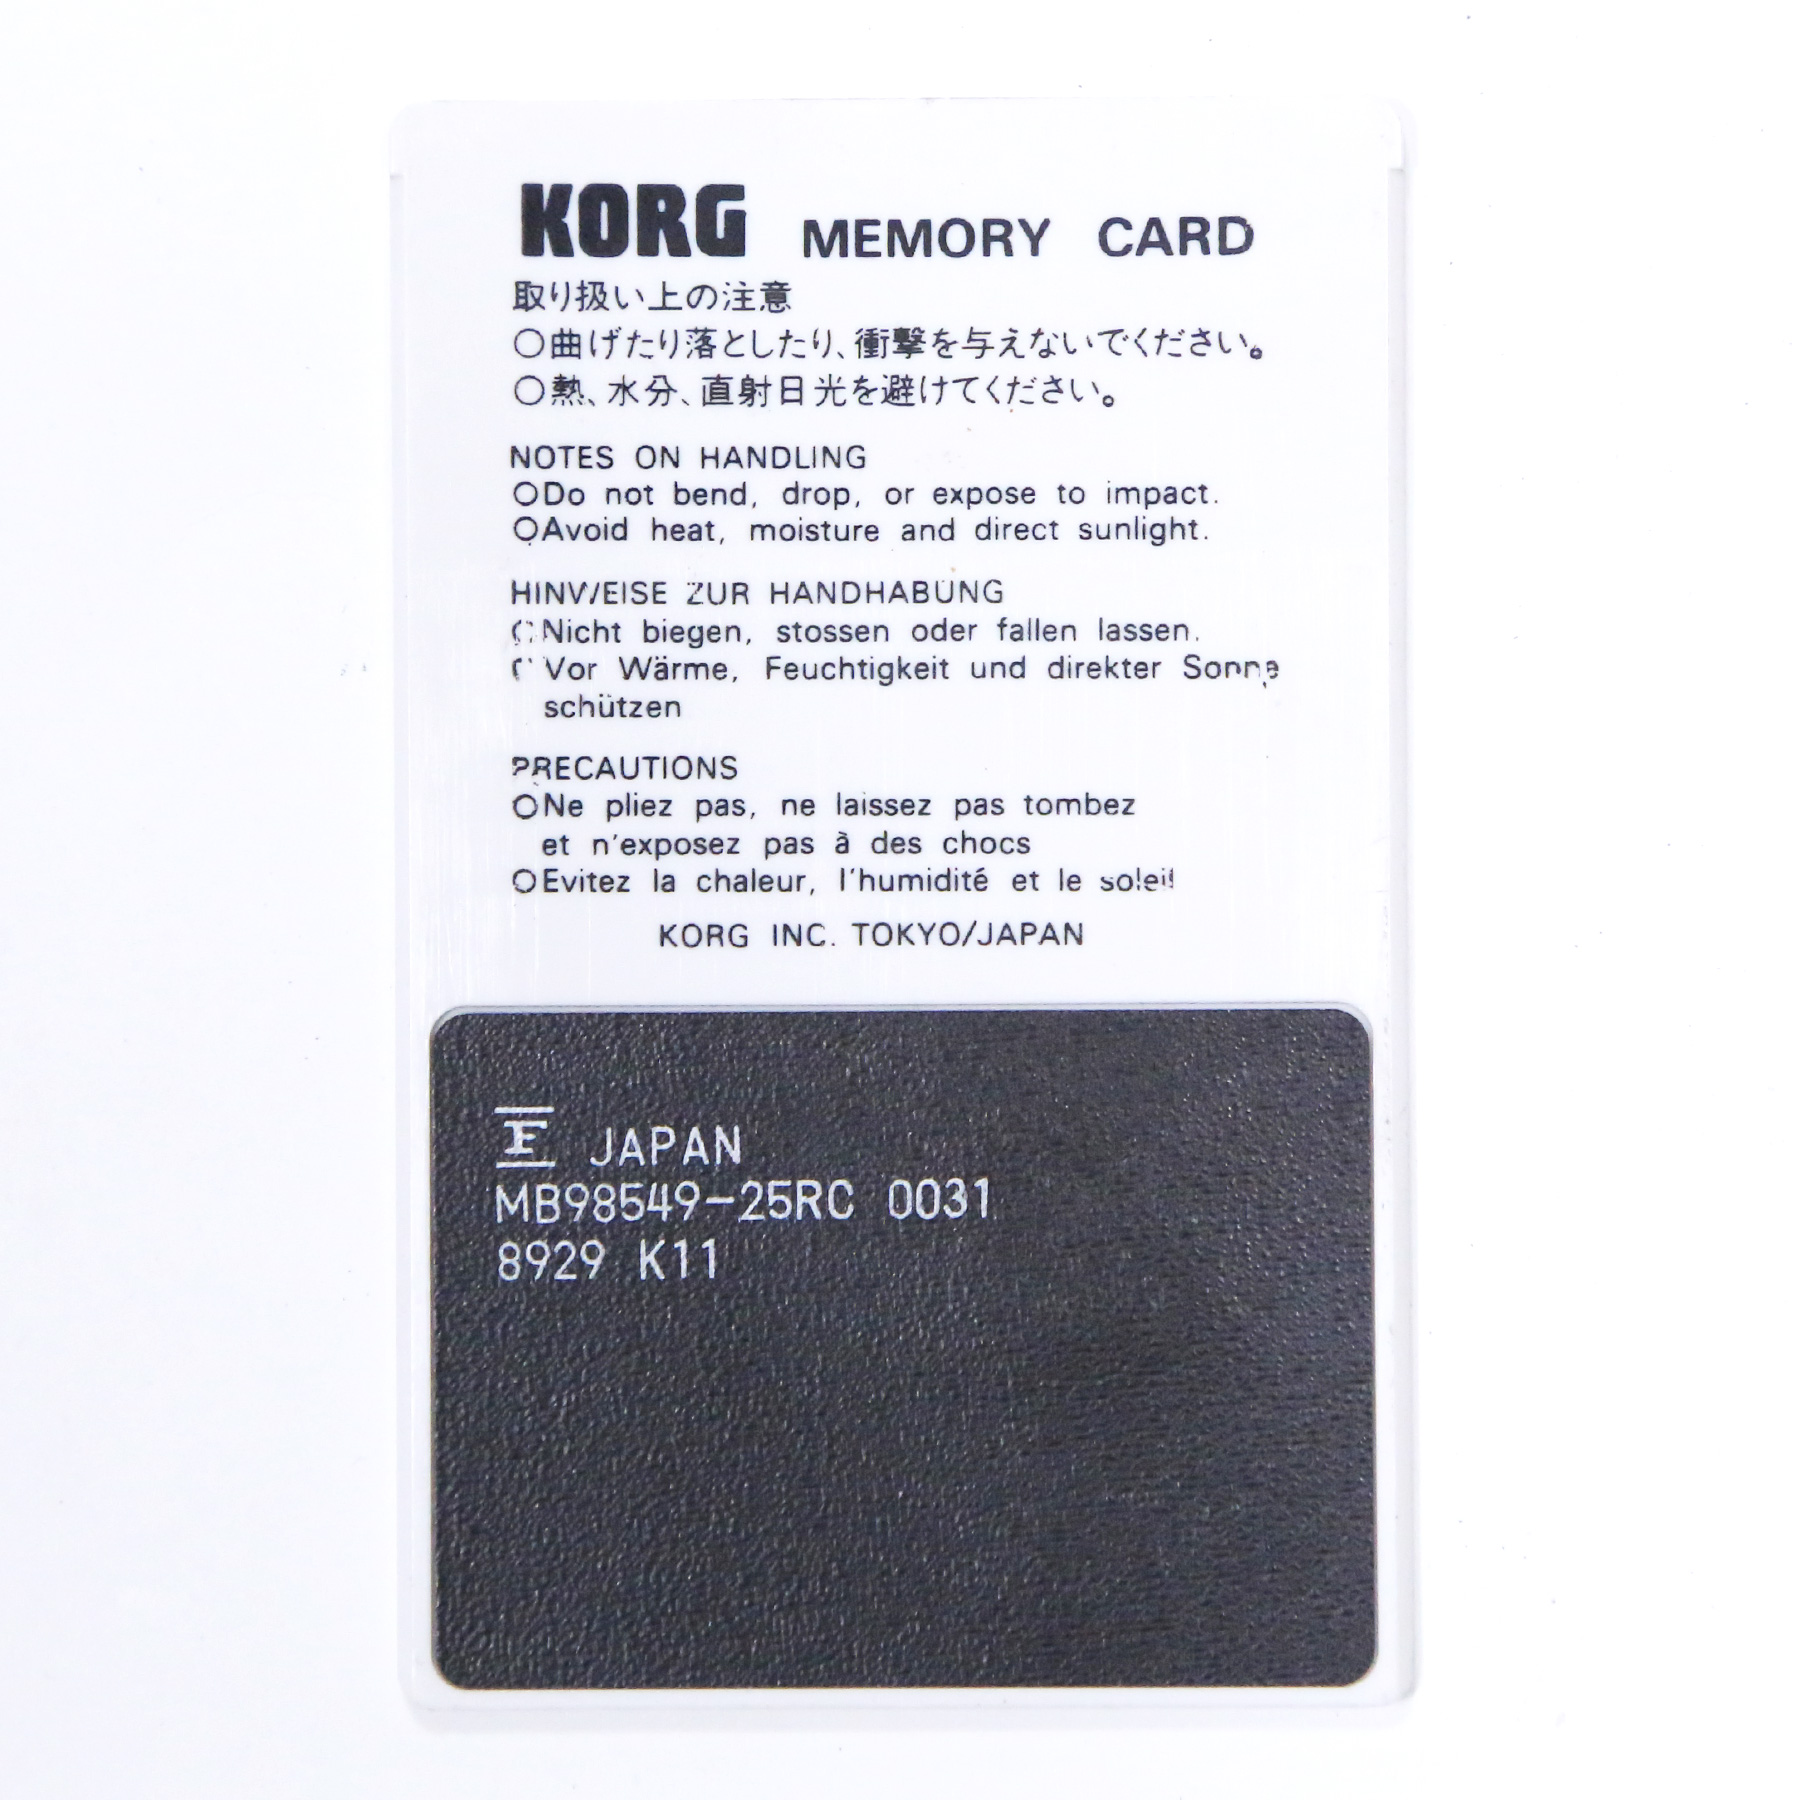 KORG MEMORY CARD
取り扱い上の注意
○曲げたり落としたり、衝撃を与えないでください。
○熱、水分、直射日光を避けてください。
NOTES ON HANDLING
○Do not bend, drop, or expose to impact.
○Avoid heat, moisture and direct sunlight.
HINWEISE ZUR HANDHABUNG
○Nicht biegen, stossen oder fallen lassen.
○Vor Wärme, Feuchtigkeit und direkter Sonne
schützen
PRECAUTIONS
○Ne pliez pas, ne laissez pas tombez
et n'exposez pas à des chocs
○Evitez la chaleur, l'humidité et le soleil
KORG INC. TOKYO/JAPAN
F JAPAN
MB98549-25RC 0031
8929 K11